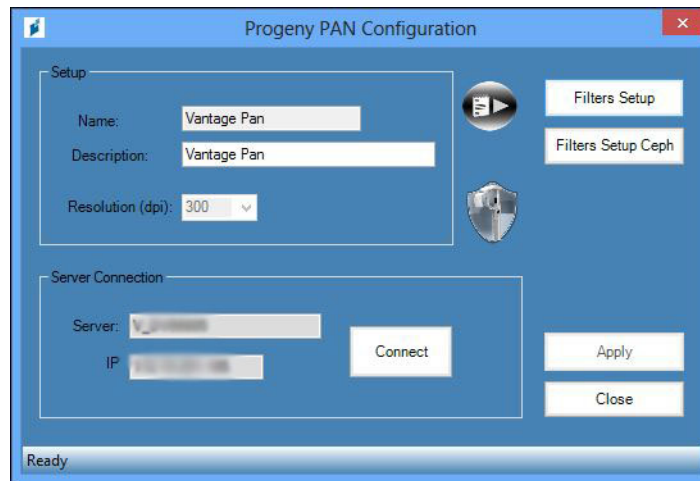 Progeny PAN Configuration
Setup
Name: Vantage Pan
Description: Vantage Pan
Resolution (dpi): 300
Filters Setup
Filters Setup Ceph
Server Connection
Server:
IP
Connect
Apply
Close
Ready